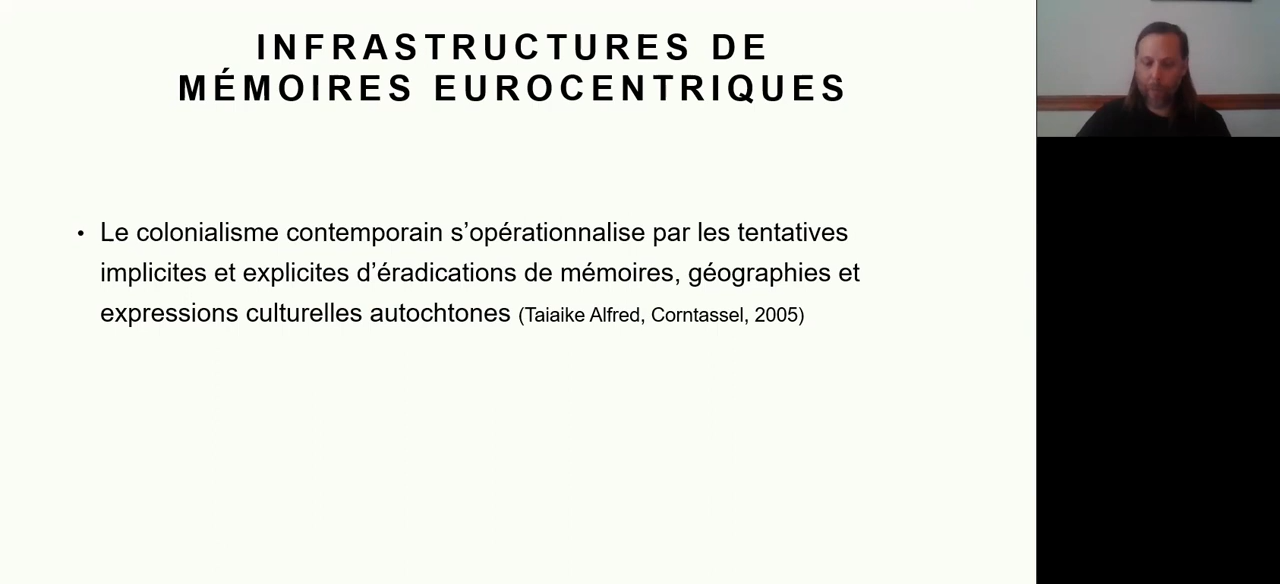 INFRASTRUCTURES DE
MÉMOIRES EUROCENTRIQUES
• Le colonialisme contemporain s’opérationnalise par les tentatives
implicites et explicites d’éradications de mémoires, géographies et
expressions culturelles autochtones (Taiaike Alfred, Corntassel, 2005)